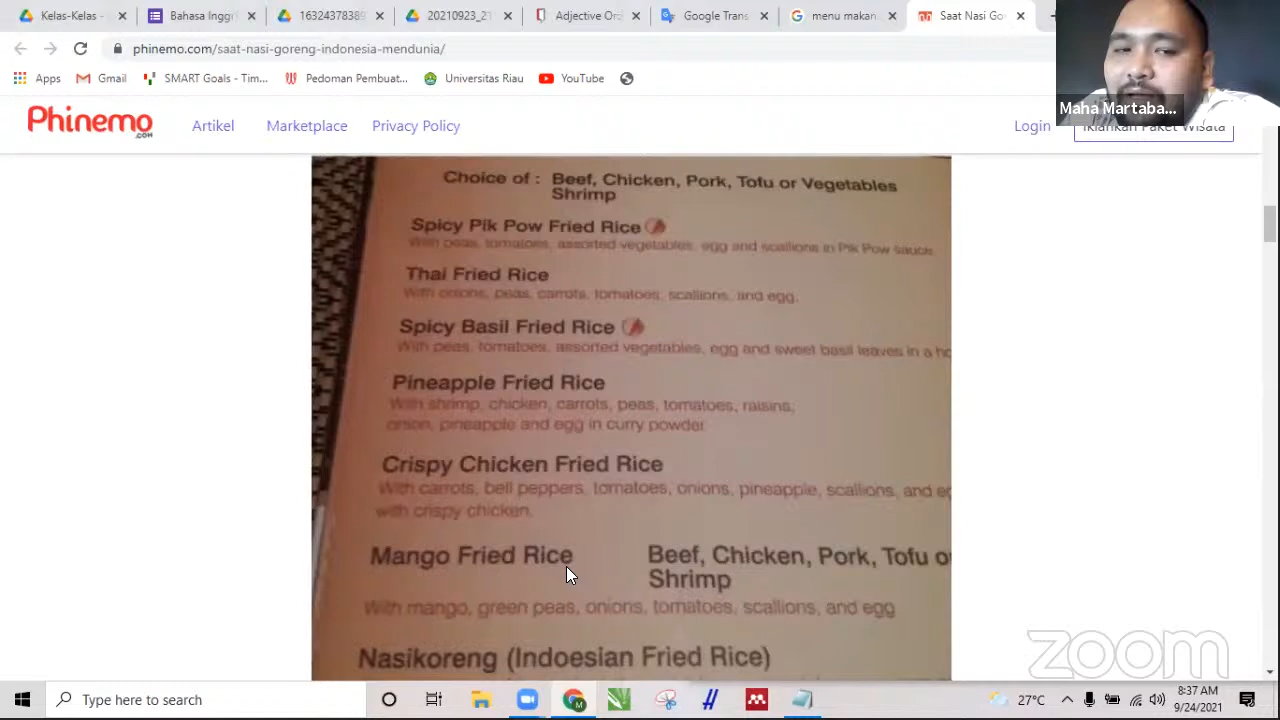 Kelas-Kelas -
Bahasa Inggr
16324378385
20210923_21
Adjective Ord
Google Trans
menu makan
Saat Nasi Go
phinemo.com/saat-nasi-goreng-indonesia-mendunia/
Apps
Gmail
SMART Goals - Tim...
Pedoman Pembuat...
Universitas Riau
YouTube
Maha Martaba...
Phinemo
.COM
Artikel
Marketplace
Privacy Policy
Login
Iklankan Paket Wisata
Choice of : Beef, Chicken, Pork, Tofu or Vegetables
Shrimp
Spicy Pik Pow Fried Rice
With peas, tomatoes, assorted vegetables, egg and scallions in Pik Pow sauce
Thai Fried Rice
With onions, peas, carrots, tomatoes, scallions, and egg.
Spicy Basil Fried Rice
With peas, tomatoes, assorted vegetables, egg and sweet basil leaves in a ho
Pineapple Fried Rice
With shrimp, chicken, carrots, peas, tomatoes, raisins,
onion, pineapple and egg in curry powder
Crispy Chicken Fried Rice
With carrots, bell peppers, tomatoes, onions, pineapple, scallions, and eg
with crispy chicken.
Mango Fried Rice
Beef, Chicken, Pork, Tofu o
Shrimp
With mango, green peas, onions, tomatoes, scallions, and egg
Nasikoreng (Indoesian Fried Rice)
zoom
Type here to search
27°C
8:37 AM
9/24/2021